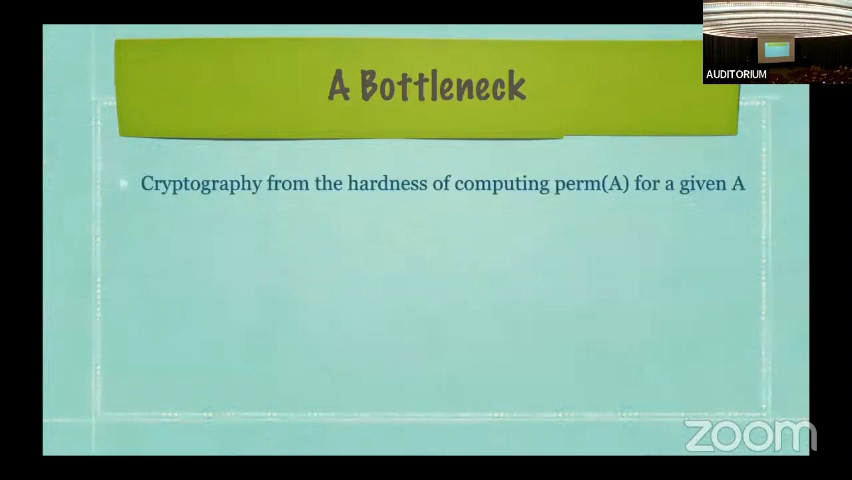 A Bottleneck
AUDITORIUM
Cryptography from the hardness of computing perm(A) for a given A
zoom